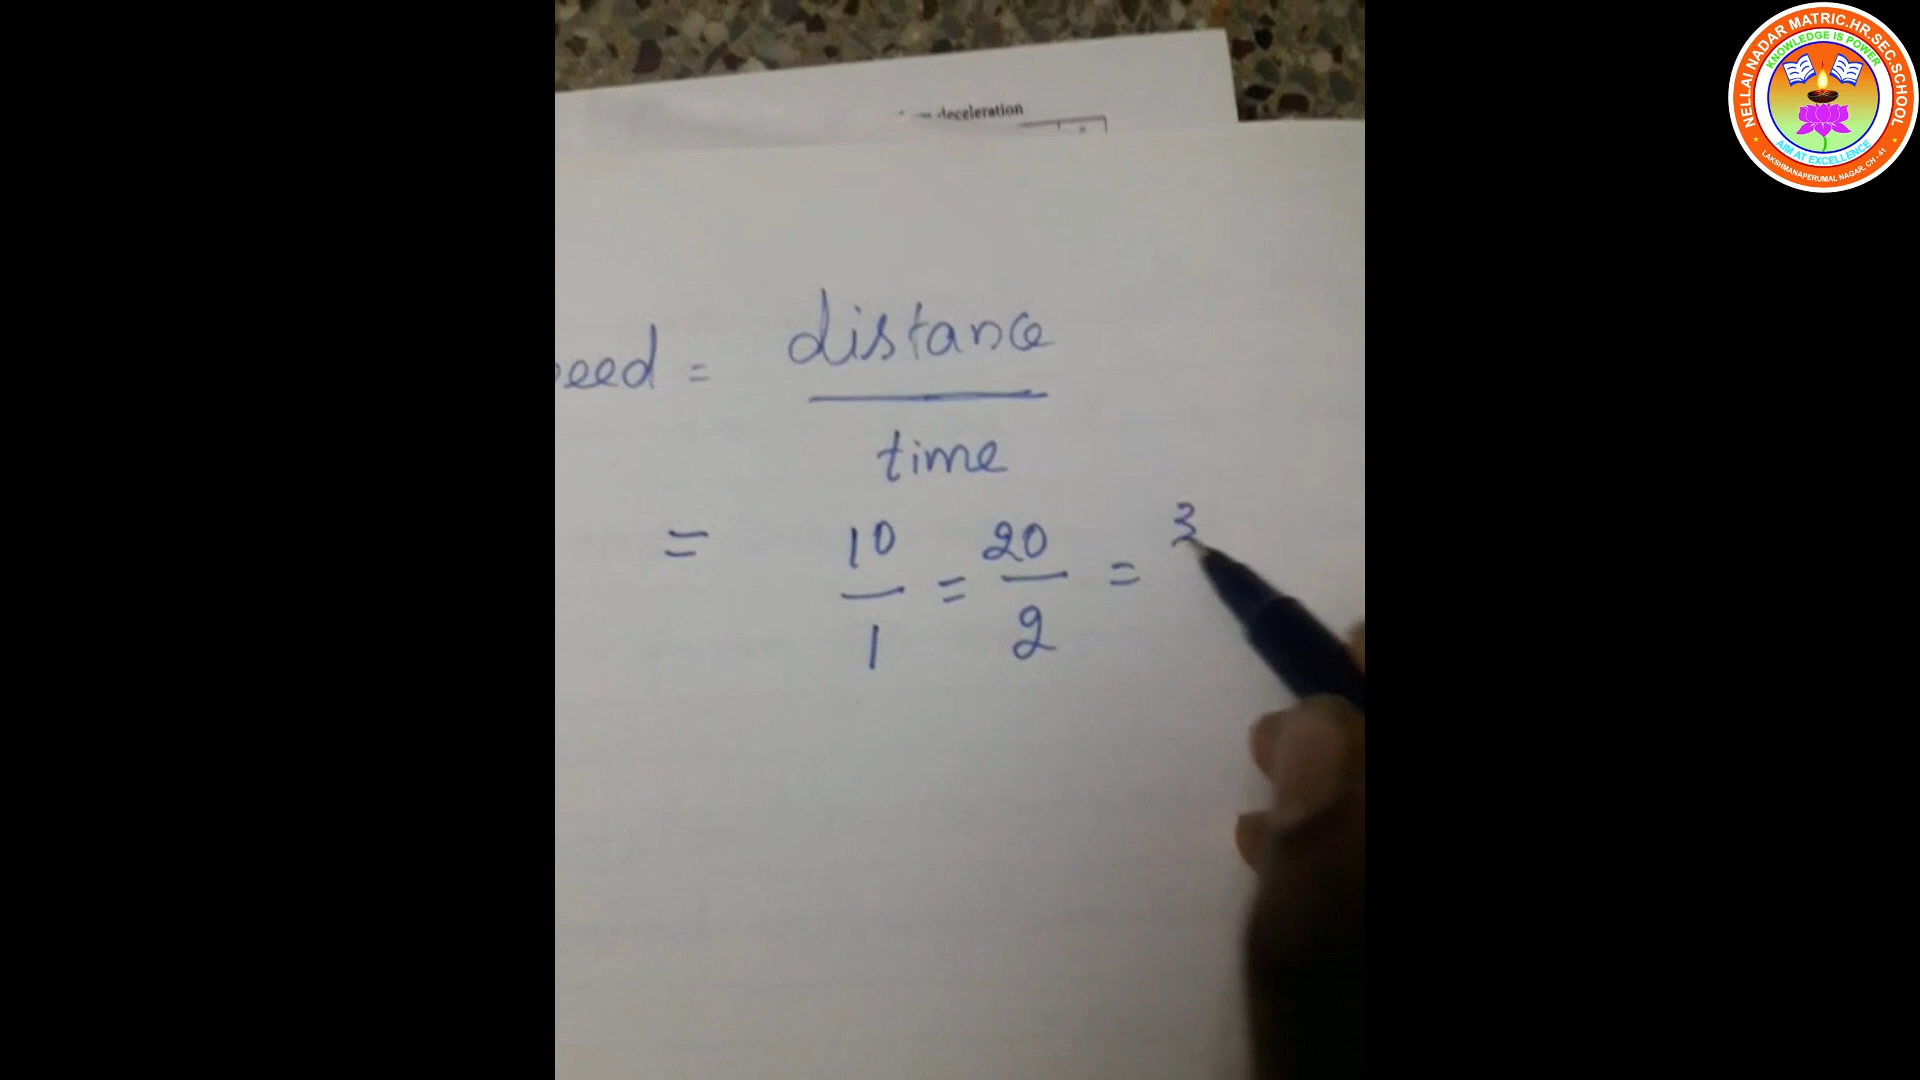 NELLAI NADAR MATRIC.HR.SEC.SCHOOL
KNOWLEDGE IS POWER
AIM AT EXCELLENCE
LAKSHMANAPERUMAL NAGAR, CH - 41
deceleration
peed = distance
time
= 10 = 20 = 3
1 2